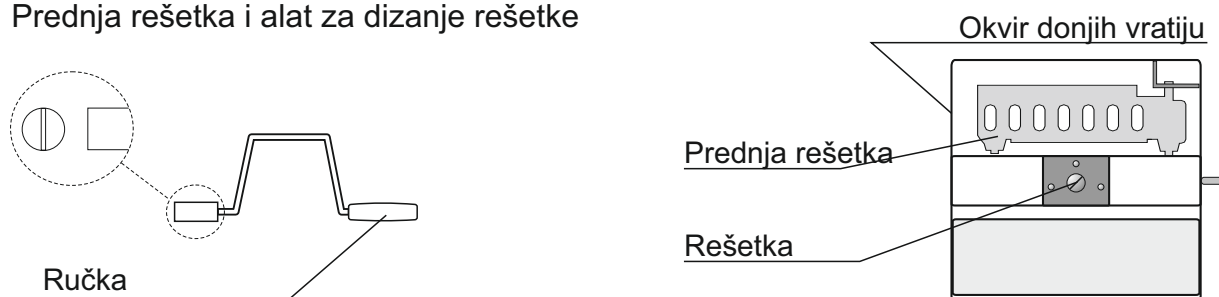 Prednja rešetka i alat za dizanje rešetke
Okvir donjih vratiju
Prednja rešetka
Rešetka
Ručka